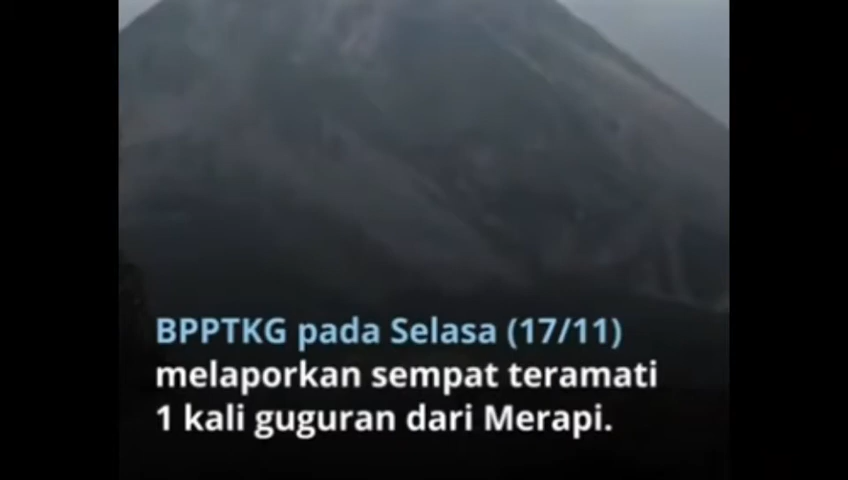 BPPTKG pada Selasa (17/11)
melaporkan sempat teramati
1 kali guguran dari Merapi.